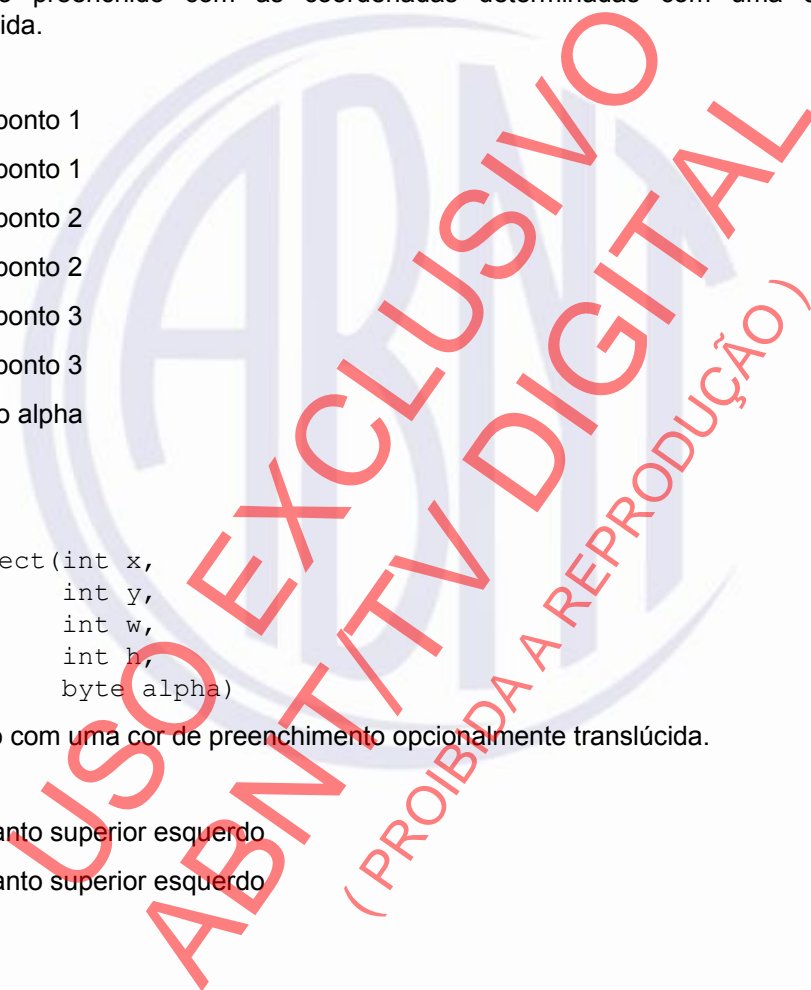 preenchido com as coordenadas determinadas com uma
ida.
ponto 1
ponto 1
ponto 2
ponto 2
ponto 3
ponto 3
o alpha
ect(int x,
int y,
int w,
int h,
byte alpha)
o com uma cor de preenchimento opcionalmente translúcida.
anto superior esquerdo
anto superior esquerdo
ABNT
USO EXCLUSIVO
ABNT/TV DIGITAL
( PROIBIDA A REPRODUÇÃO )